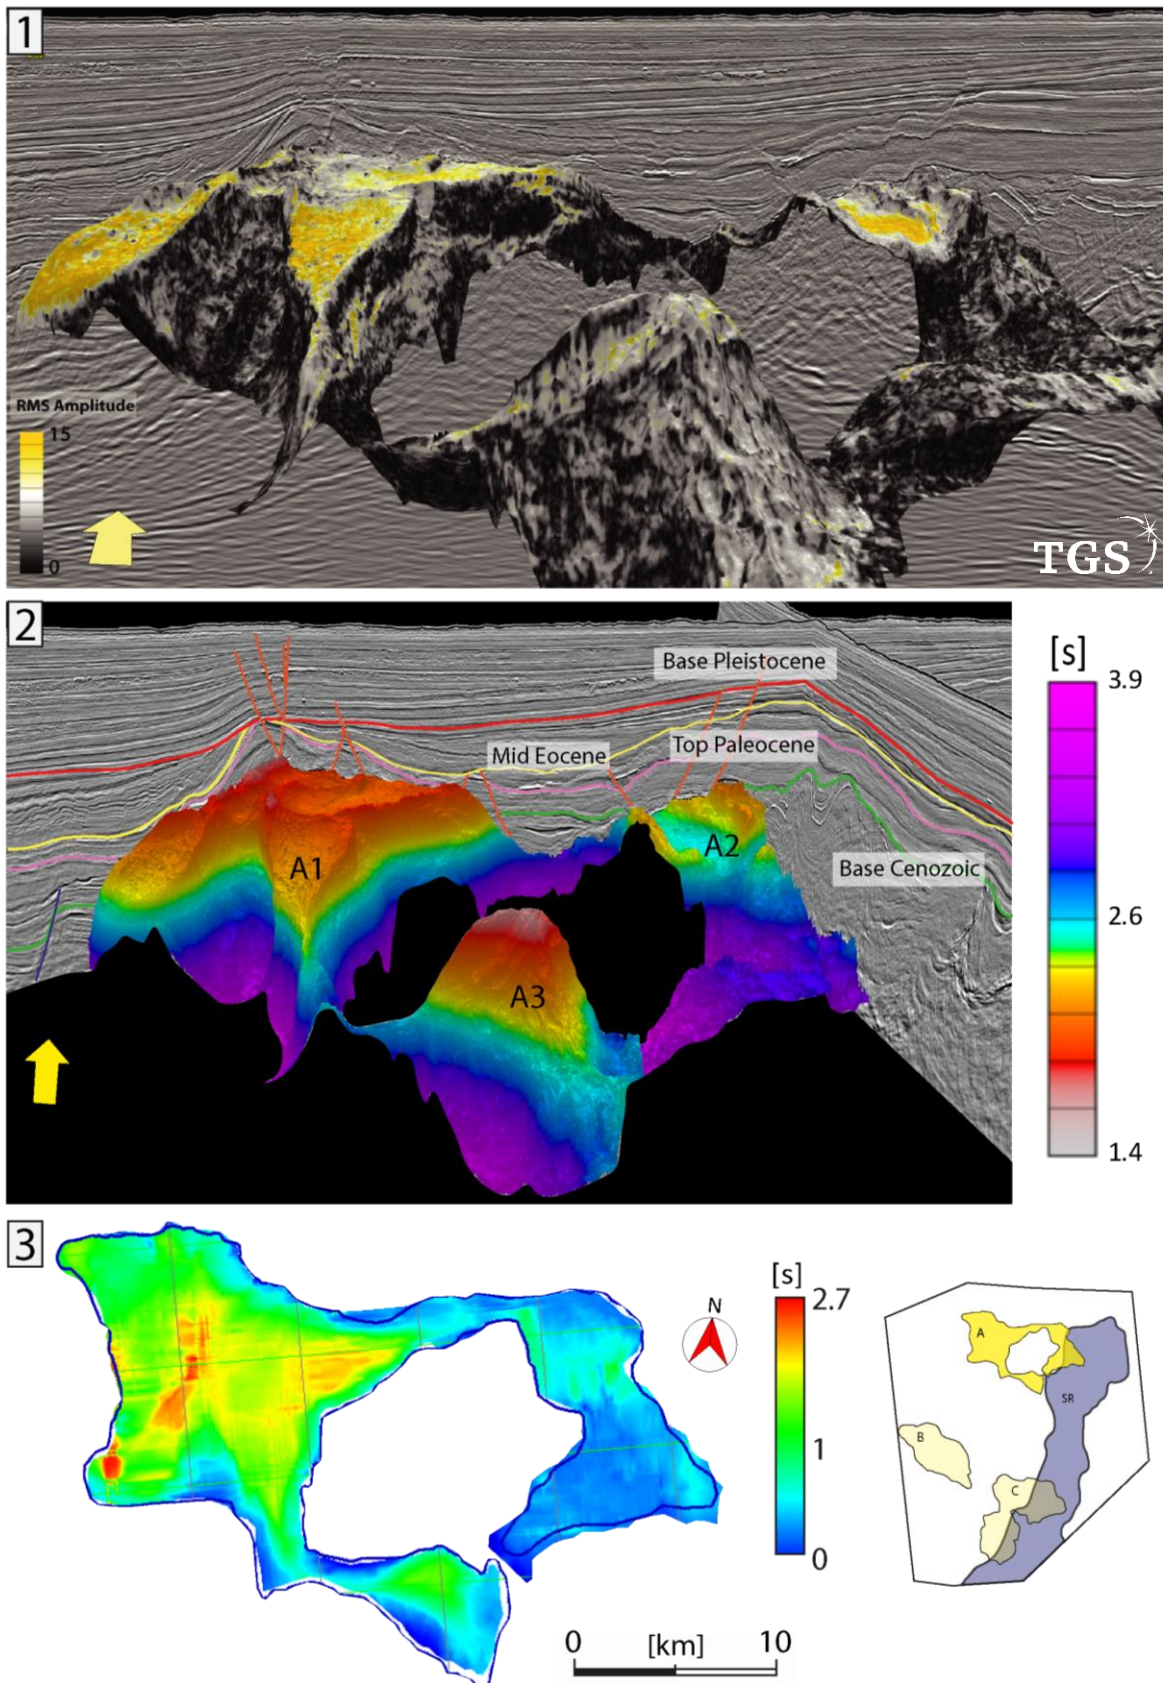 1
RMS Amplitude
15
0
TGS
2
[s]
3.9
2.6
1.4
Base Pleistocene
Mid Eocene
Top Paleocene
Base Cenozoic
A1
A2
A3
3
[s]
2.7
1
0
N
0 [km] 10
A
SR
B
C